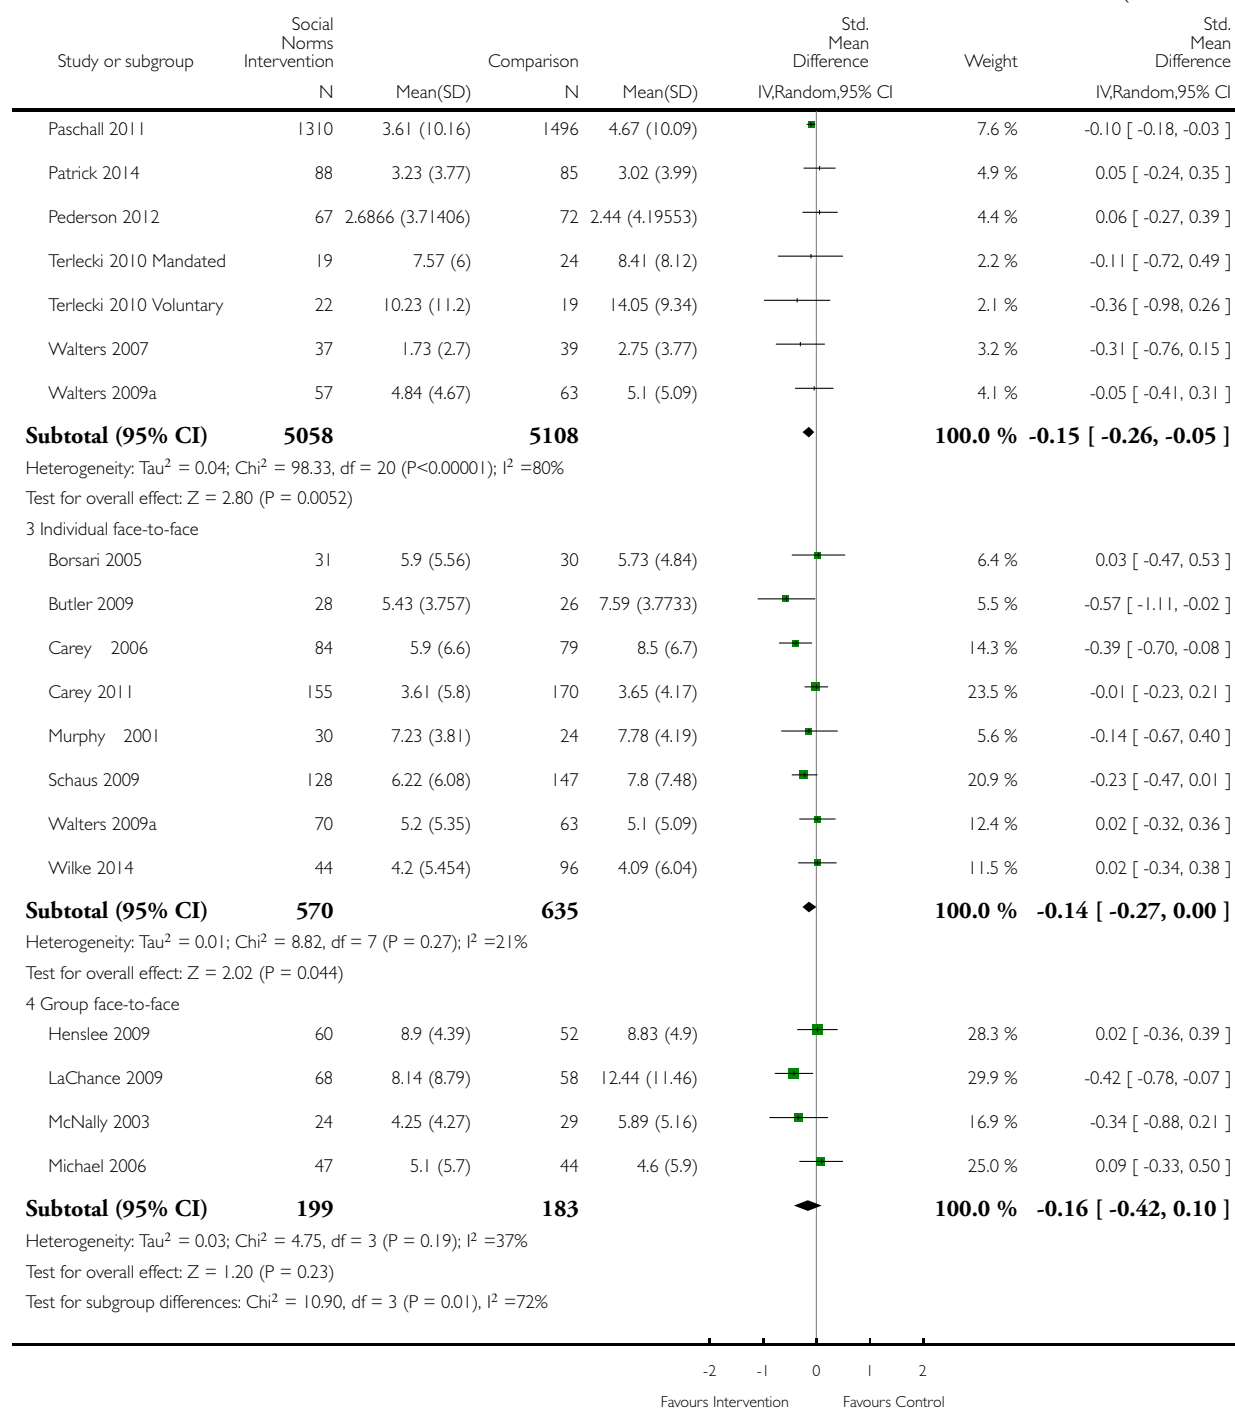 Social Norms Intervention Comparison Std. Mean Difference Weight Std. Mean Difference
Study or subgroup
N Mean(SD) N Mean(SD) IV,Random,95% CI IV,Random,95% CI
Paschall 2011 1310 3.61 (10.16) 1496 4.67 (10.09) 7.6 % -0.10 [ -0.18, -0.03 ]
Patrick 2014 88 3.23 (3.77) 85 3.02 (3.99) 4.9 % 0.05 [ -0.24, 0.35 ]
Pederson 2012 67 2.6866 (3.71406) 72 2.44 (4.19553) 4.4 % 0.06 [ -0.27, 0.39 ]
Terlecki 2010 Mandated 19 7.57 (6) 24 8.41 (8.12) 2.2 % -0.11 [ -0.72, 0.49 ]
Terlecki 2010 Voluntary 22 10.23 (11.2) 19 14.05 (9.34) 2.1 % -0.36 [ -0.98, 0.26 ]
Walters 2007 37 1.73 (2.7) 39 2.75 (3.77) 3.2 % -0.31 [ -0.76, 0.15 ]
Walters 2009a 57 4.84 (4.67) 63 5.1 (5.09) 4.1 % -0.05 [ -0.41, 0.31 ]
Subtotal (95% CI) 5058 5108 100.0 % -0.15 [ -0.26, -0.05 ]
Heterogeneity: Tau² = 0.04; Chi² = 98.33, df = 20 (P<0.00001); I² =80%
Test for overall effect: Z = 2.80 (P = 0.0052)
3 Individual face-to-face
Borsari 2005 31 5.9 (5.56) 30 5.73 (4.84) 6.4 % 0.03 [ -0.47, 0.53 ]
Butler 2009 28 5.43 (3.757) 26 7.59 (3.7733) 5.5 % -0.57 [ -1.11, -0.02 ]
Carey 2006 84 5.9 (6.6) 79 8.5 (6.7) 14.3 % -0.39 [ -0.70, -0.08 ]
Carey 2011 155 3.61 (5.8) 170 3.65 (4.17) 23.5 % -0.01 [ -0.23, 0.21 ]
Murphy 2001 30 7.23 (3.81) 24 7.78 (4.19) 5.6 % -0.14 [ -0.67, 0.40 ]
Schaus 2009 128 6.22 (6.08) 147 7.8 (7.48) 20.9 % -0.23 [ -0.47, 0.01 ]
Walters 2009a 70 5.2 (5.35) 63 5.1 (5.09) 12.4 % 0.02 [ -0.32, 0.36 ]
Wilke 2014 44 4.2 (5.454) 96 4.09 (6.04) 11.5 % 0.02 [ -0.34, 0.38 ]
Subtotal (95% CI) 570 635 100.0 % -0.14 [ -0.27, 0.00 ]
Heterogeneity: Tau² = 0.01; Chi² = 8.82, df = 7 (P = 0.27); I² =21%
Test for overall effect: Z = 2.02 (P = 0.044)
4 Group face-to-face
Henslee 2009 60 8.9 (4.39) 52 8.83 (4.9) 28.3 % 0.02 [ -0.36, 0.39 ]
LaChance 2009 68 8.14 (8.79) 58 12.44 (11.46) 29.9 % -0.42 [ -0.78, -0.07 ]
McNally 2003 24 4.25 (4.27) 29 5.89 (5.16) 16.9 % -0.34 [ -0.88, 0.21 ]
Michael 2006 47 5.1 (5.7) 44 4.6 (5.9) 25.0 % 0.09 [ -0.33, 0.50 ]
Subtotal (95% CI) 199 183 100.0 % -0.16 [ -0.42, 0.10 ]
Heterogeneity: Tau² = 0.03; Chi² = 4.75, df = 3 (P = 0.19); I² =37%
Test for overall effect: Z = 1.20 (P = 0.23)
Test for subgroup differences: Chi² = 10.90, df = 3 (P = 0.01), I² =72%
-2 -1 0 1 2
Favours Intervention Favours Control